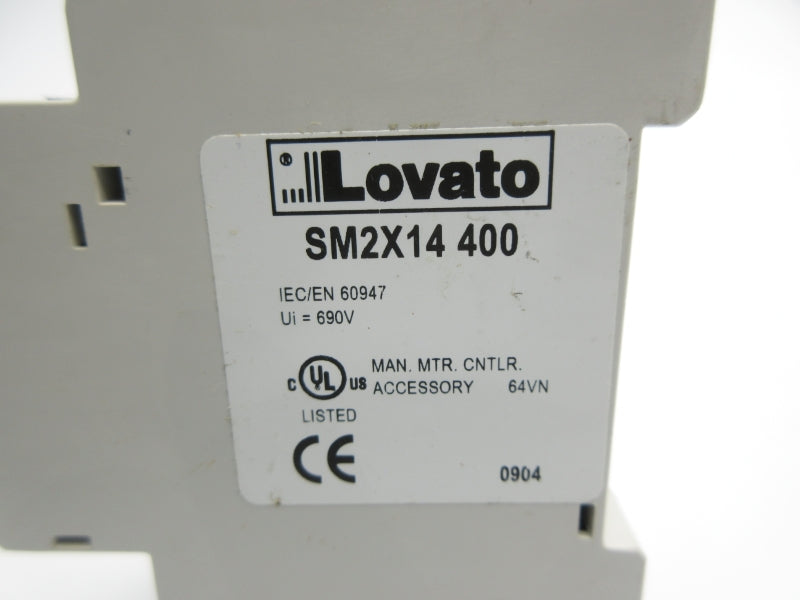 ® Lovato
SM2X14 400
IEC/EN 60947
Ui = 690V
C UL US MAN. MTR. CNTLR.
ACCESSORY 64VN
LISTED
CE
0904